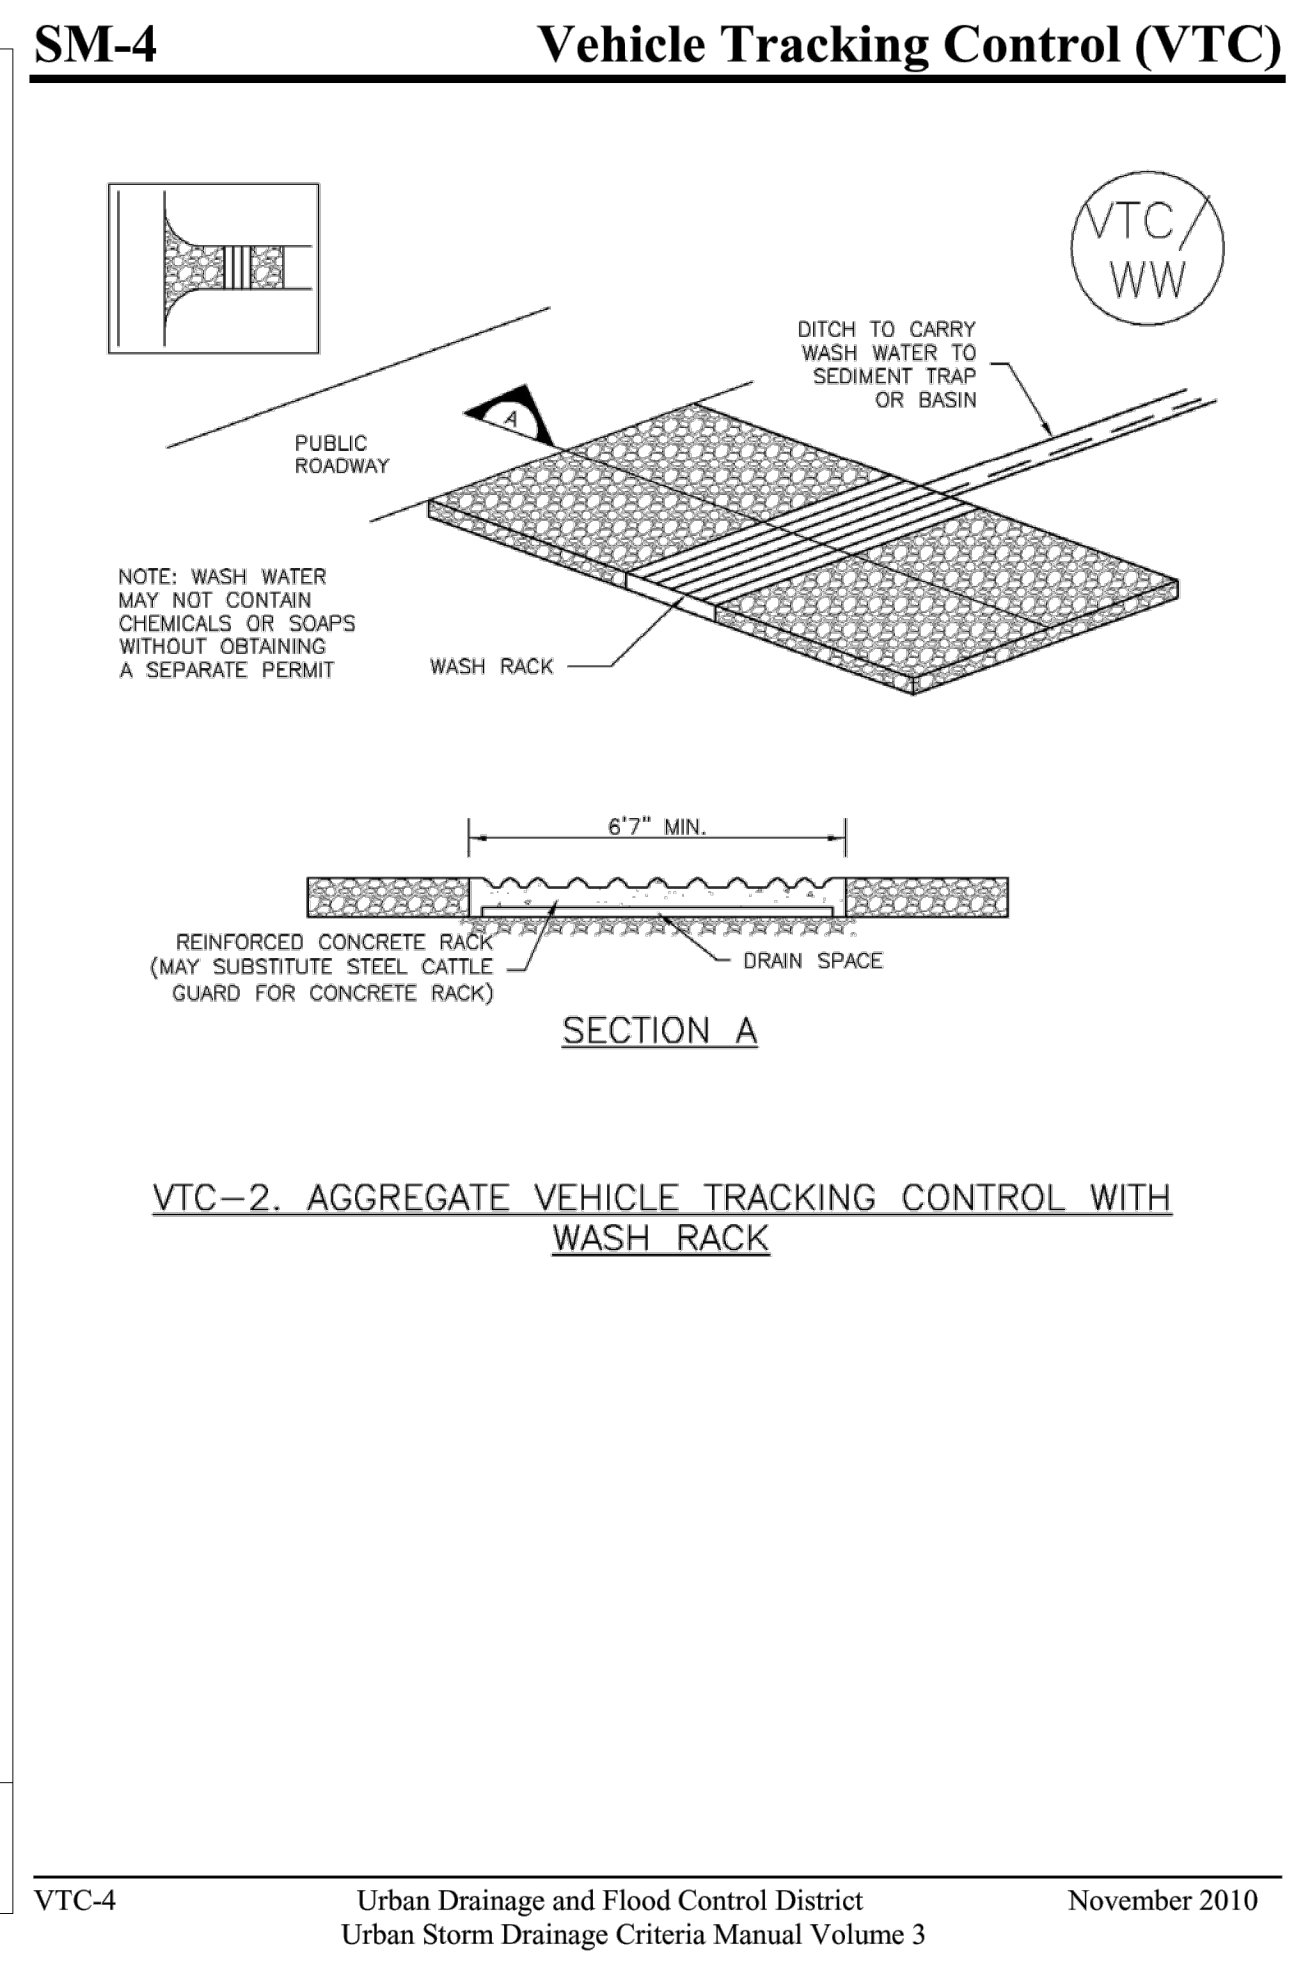 SM-4 Vehicle Tracking Control (VTC)
VTC/
WW
DITCH TO CARRY
WASH WATER TO
SEDIMENT TRAP
OR BASIN
A
PUBLIC
ROADWAY
NOTE: WASH WATER
MAY NOT CONTAIN
CHEMICALS OR SOAPS
WITHOUT OBTAINING
A SEPARATE PERMIT
WASH RACK
6'7" MIN.
REINFORCED CONCRETE RACK
(MAY SUBSTITUTE STEEL CATTLE
GUARD FOR CONCRETE RACK)
DRAIN SPACE
SECTION A
VTC-2. AGGREGATE VEHICLE TRACKING CONTROL WITH
WASH RACK
VTC-4 Urban Drainage and Flood Control District November 2010
Urban Storm Drainage Criteria Manual Volume 3